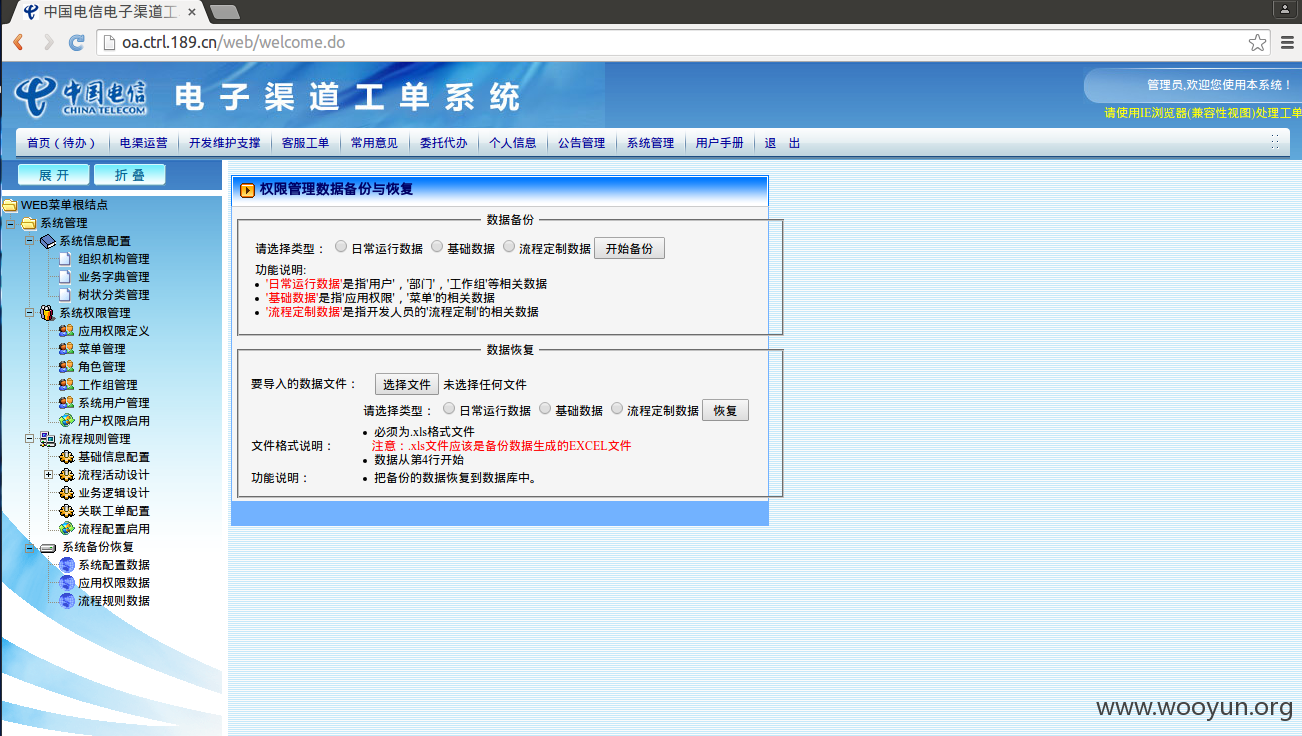 中国电信电子渠道工
oa.ctrl.189.cn/web/welcome.do
中国电信
CHINA TELECOM
电子渠道工单系统
管理员,欢迎您使用本系统！
请使用IE浏览器(兼容性视图)处理工单
首页（待办） 电渠运营 开发维护支撑 客服工单 常用意见 委托代办 个人信息 公告管理 系统管理 用户手册 退 出
展 开 折 叠
WEB菜单根结点
系统管理
系统信息配置
组织机构管理
业务字典管理
树状分类管理
系统权限管理
应用权限定义
菜单管理
角色管理
工作组管理
系统用户管理
用户权限启用
流程规则管理
基础信息配置
流程活动设计
业务逻辑设计
关联工单配置
流程配置启用
系统备份恢复
系统配置数据
应用权限数据
流程规则数据
权限管理数据备份与恢复
数据备份
请选择类型： 日常运行数据 基础数据 流程定制数据 开始备份
功能说明:
'日常运行数据'是指'用户'，'部门'，'工作组'等相关数据
'基础数据'是指'应用权限'，'菜单'的相关数据
'流程定制数据'是指开发人员的'流程定制'的相关数据
数据恢复
要导入的数据文件： 选择文件 未选择任何文件
请选择类型： 日常运行数据 基础数据 流程定制数据 恢复
必须为.xls格式文件
文件格式说明： 注意：.xls文件应该是备份数据生成的EXCEL文件
数据从第4行开始
功能说明： 把备份的数据恢复到数据库中。
www.wooyun.org